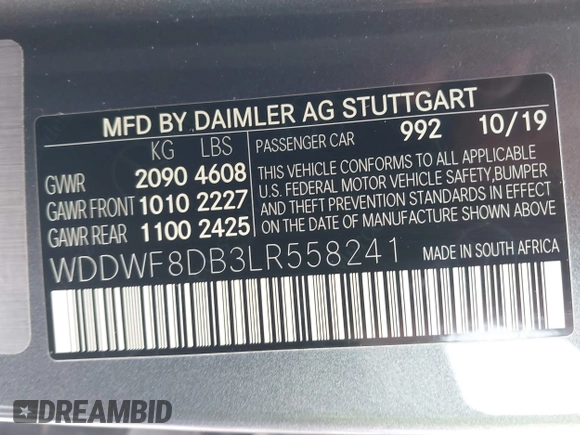 MFD BY DAIMLER AG STUTTGART
KG LBS
GVWR 2090 4608
GAWR FRONT 1010 2227
GAWR REAR 1100 2425
PASSENGER CAR 992 10/19
THIS VEHICLE CONFORMS TO ALL APPLICABLE
U.S. FEDERAL MOTOR VEHICLE SAFETY,BUMPER
AND THEFT PREVENTION STANDARDS IN EFFECT
ON THE DATE OF MANUFACTURE SHOWN ABOVE.
WDDWF8DB3LR558241
MADE IN SOUTH AFRICA
DREAMBID